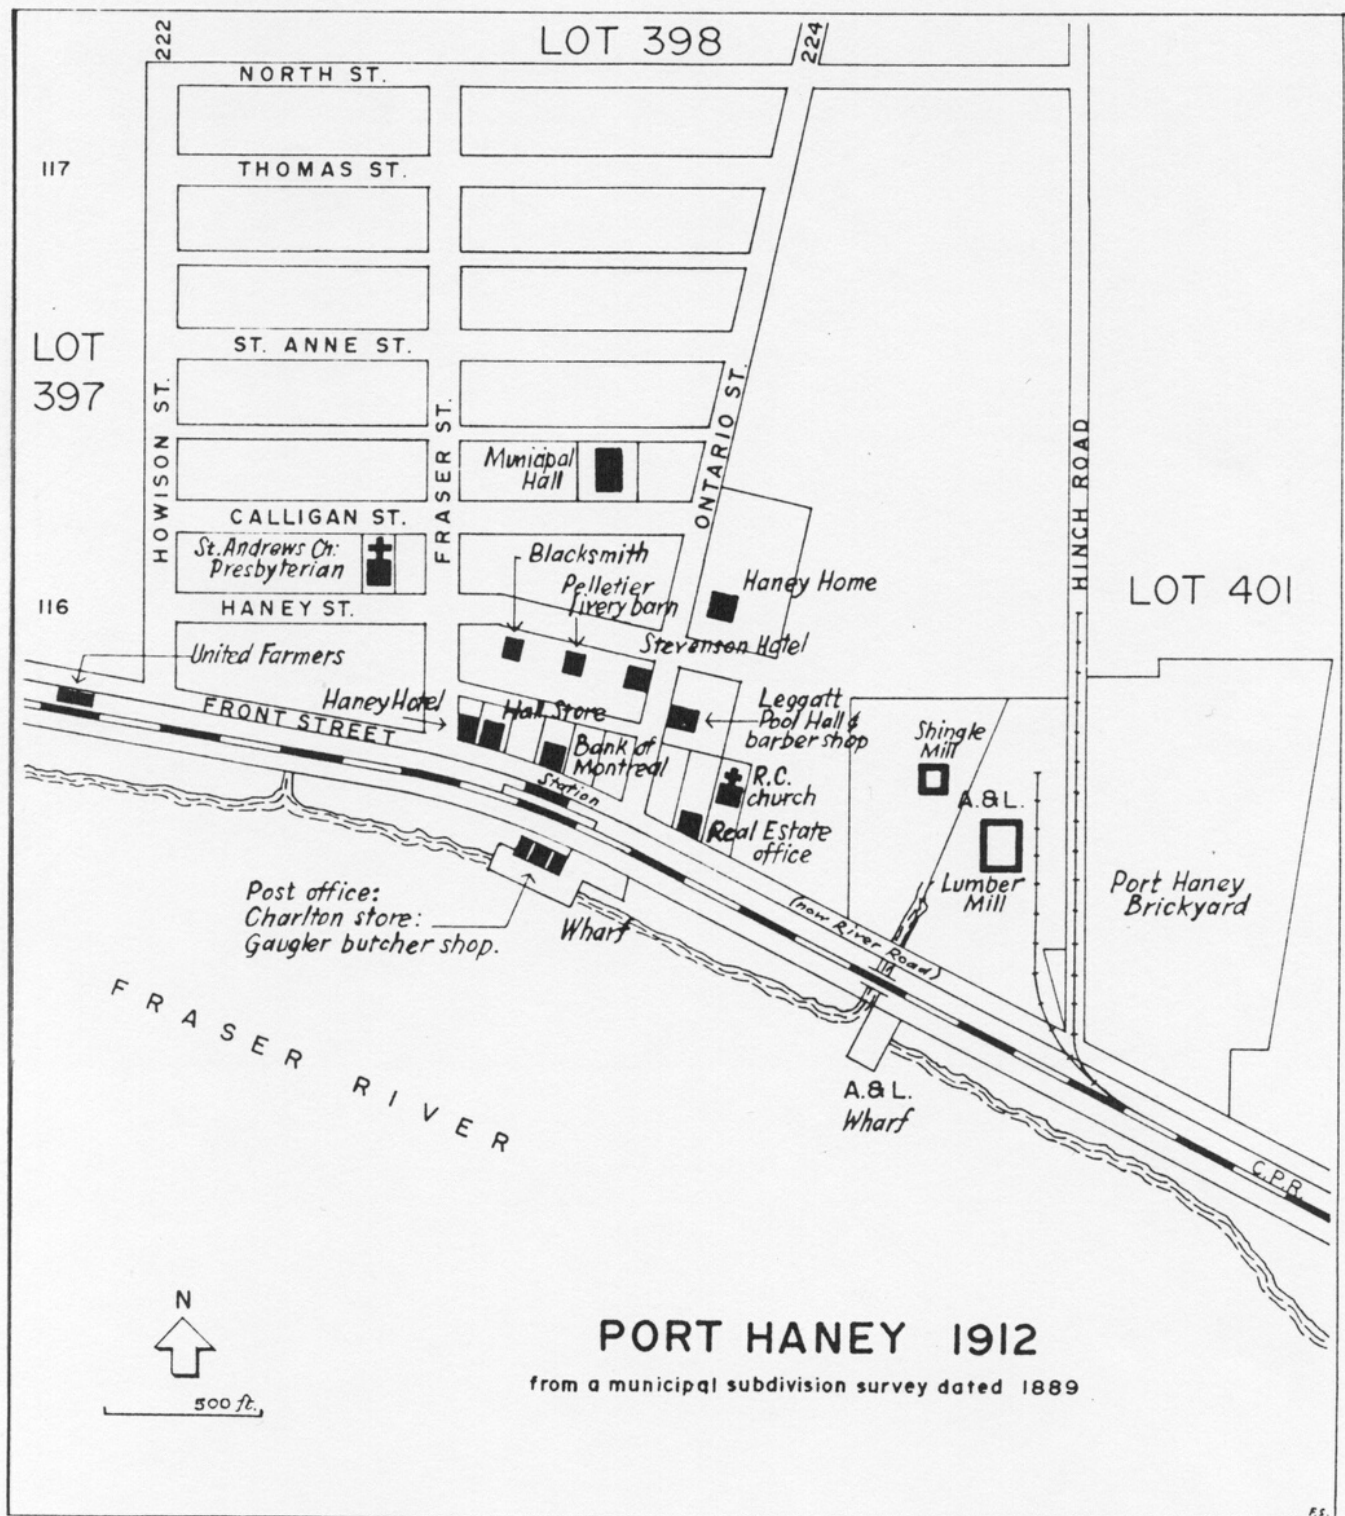 222
LOT 398
224
NORTH ST.
117
THOMAS ST.
LOT
397
ST. ANNE ST.
HOWISON ST.
FRASER ST.
ONTARIO ST.
HINCH ROAD
Municipal
Hall
CALLIGAN ST.
St. Andrews Ch:
Presbyterian
Blacksmith
Pelletier
livery barn
Haney Home
LOT 401
116
HANEY ST.
Stevenson Hotel
United Farmers
Haney Hotel
Hall Store
FRONT STREET
Leggatt
Pool Hall &
barber shop
Bank of
Montreal
Shingle
Mill
Station
R.C.
church
A.&L.
Lumber
Mill
Real Estate
office
Port Haney
Brickyard
Post office:
Charlton store:
Gaugler butcher shop.
Wharf
(now River Road)
FRASER RIVER
A.&L.
Wharf
C.P.R.
N
500 ft.
PORT HANEY 1912
from a municipal subdivision survey dated 1889
F.S.